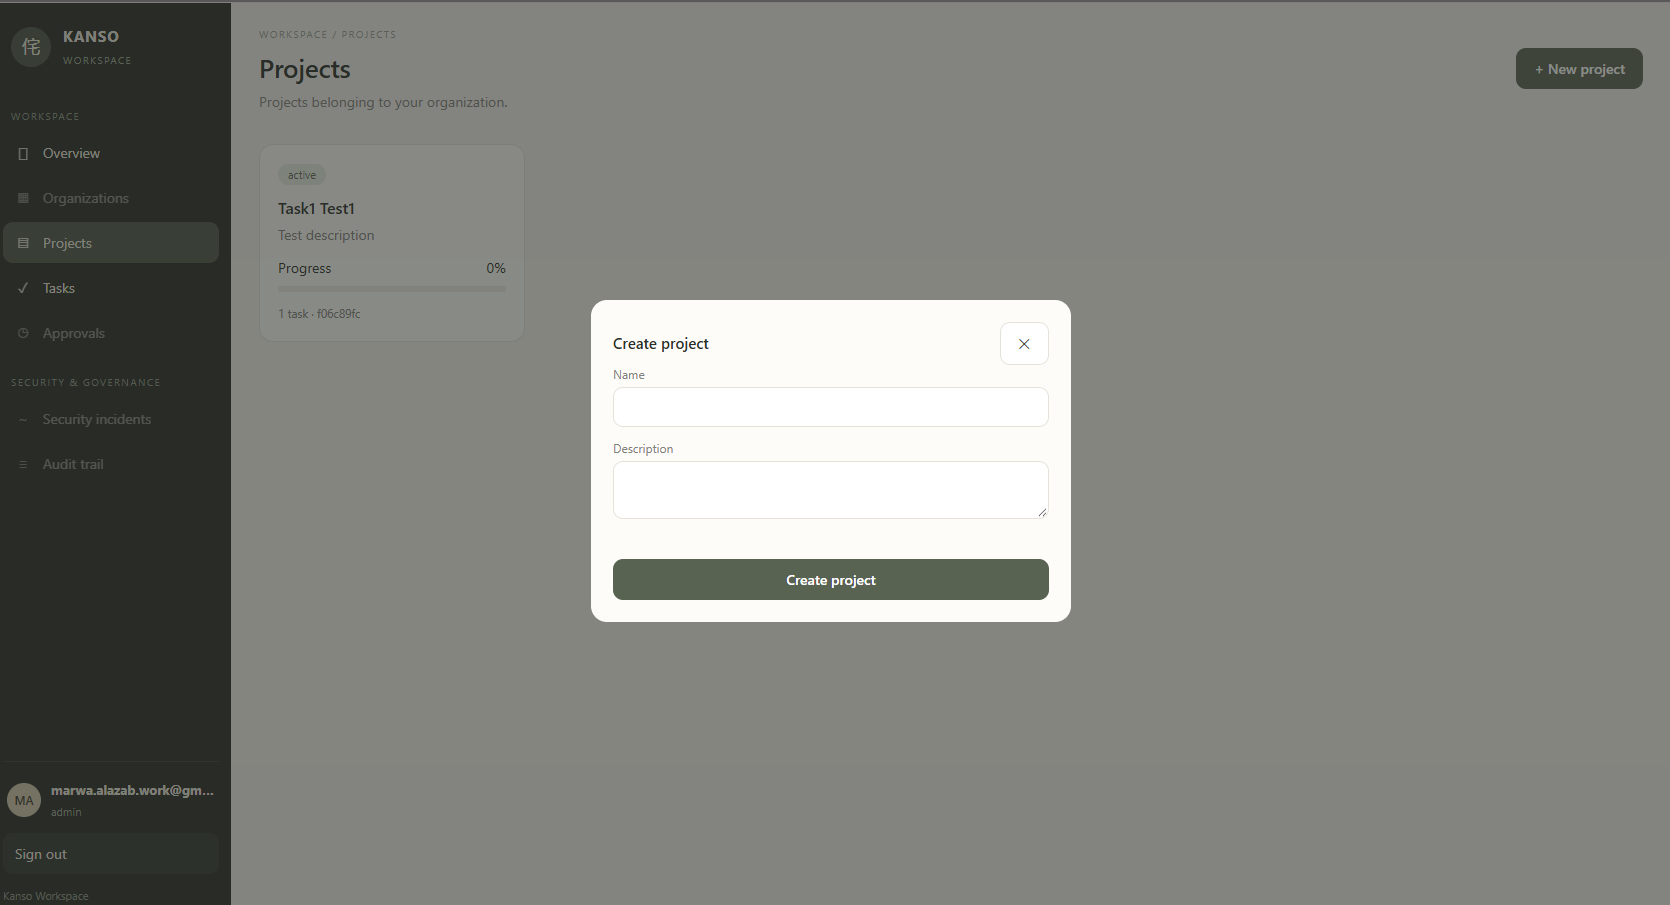 侘
KANSO
WORKSPACE
WORKSPACE
Overview
Organizations
Projects
Tasks
Approvals
SECURITY & GOVERNANCE
Security incidents
Audit trail
MA
marwa.alazab.work@gm...
admin
Sign out
Kanso Workspace
WORKSPACE / PROJECTS
Projects
Projects belonging to your organization.
+ New project
active
Task1 Test1
Test description
Progress 0%
1 task · f06c89fc
Create project
Name
Description
Create project